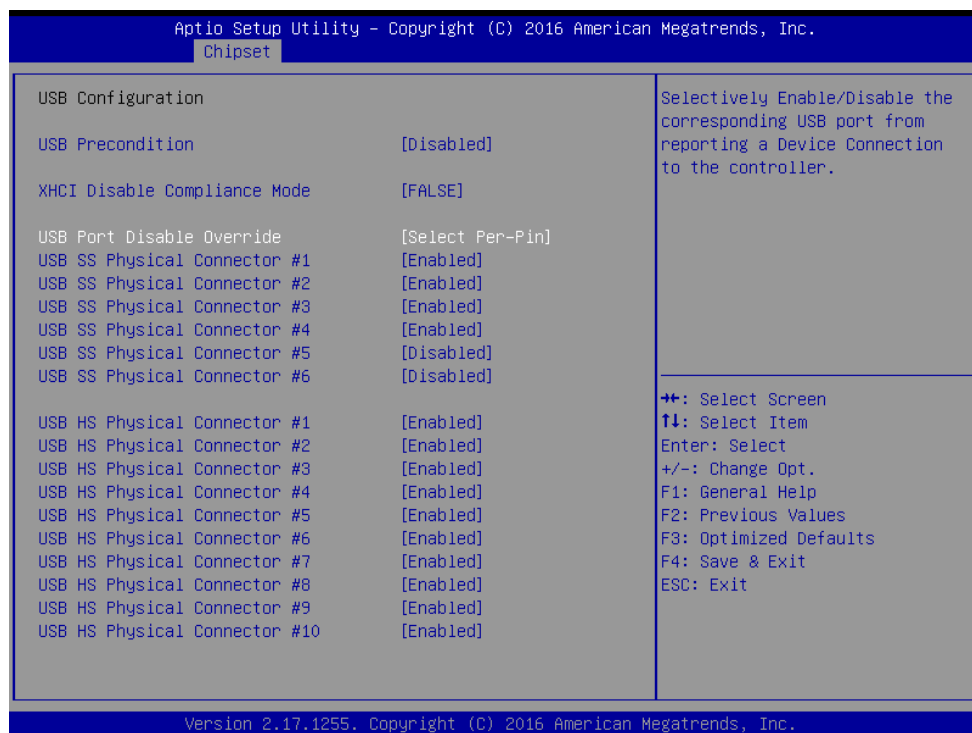 Aptio Setup Utility – Copyright (C) 2016 American Megatrends, Inc.
Chipset
USB Configuration
USB Precondition [Disabled]
XHCI Disable Compliance Mode [FALSE]
USB Port Disable Override [Select Per-Pin]
USB SS Physical Connector #1 [Enabled]
USB SS Physical Connector #2 [Enabled]
USB SS Physical Connector #3 [Enabled]
USB SS Physical Connector #4 [Enabled]
USB SS Physical Connector #5 [Disabled]
USB SS Physical Connector #6 [Disabled]
USB HS Physical Connector #1 [Enabled]
USB HS Physical Connector #2 [Enabled]
USB HS Physical Connector #3 [Enabled]
USB HS Physical Connector #4 [Enabled]
USB HS Physical Connector #5 [Enabled]
USB HS Physical Connector #6 [Enabled]
USB HS Physical Connector #7 [Enabled]
USB HS Physical Connector #8 [Enabled]
USB HS Physical Connector #9 [Enabled]
USB HS Physical Connector #10 [Enabled]
Selectively Enable/Disable the
corresponding USB port from
reporting a Device Connection
to the controller.
→←: Select Screen
↑↓: Select Item
Enter: Select
+/-: Change Opt.
F1: General Help
F2: Previous Values
F3: Optimized Defaults
F4: Save & Exit
ESC: Exit
Version 2.17.1255. Copyright (C) 2016 American Megatrends, Inc.